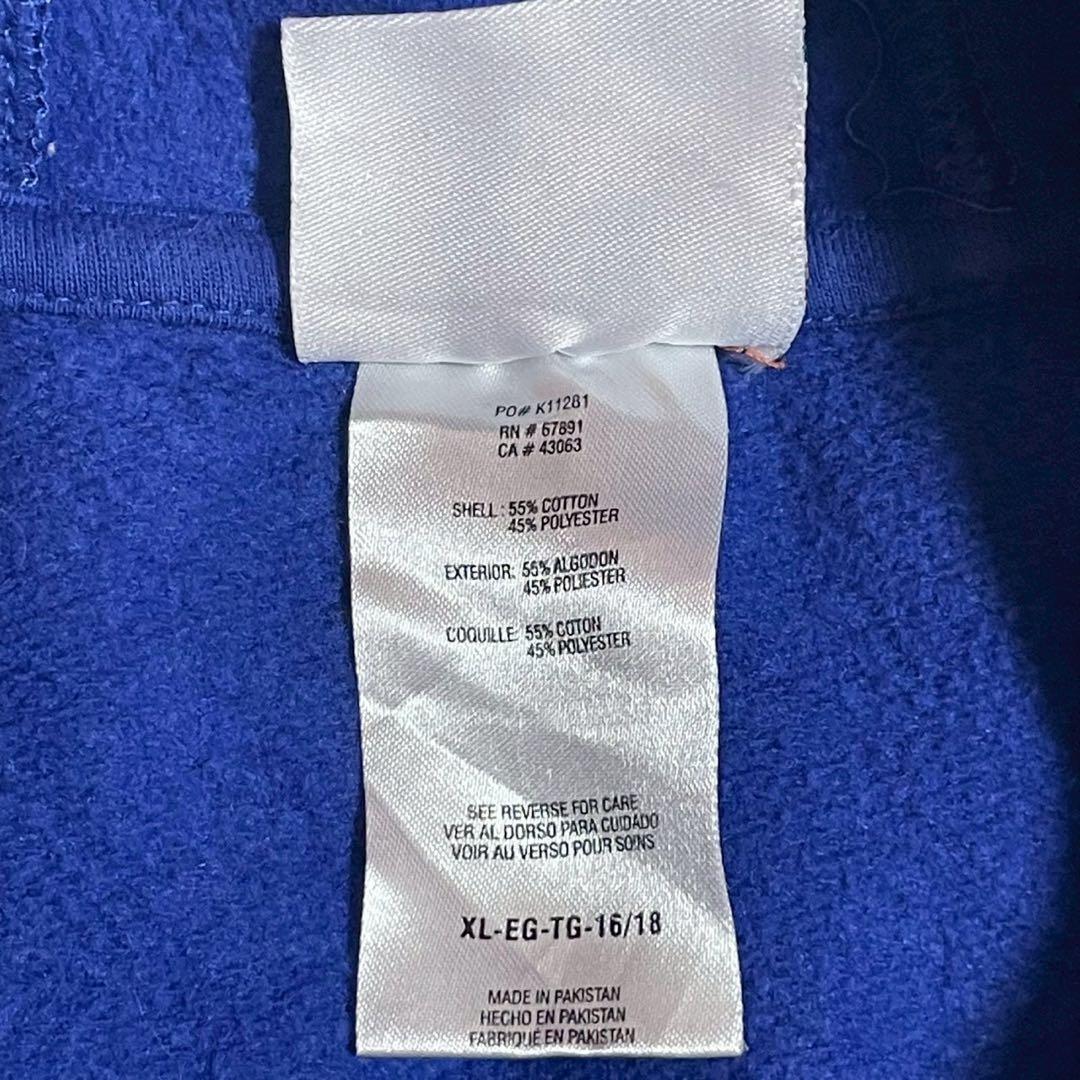 PO# K11281
RN # 67891
CA # 43063
SHELL: 55% COTTON
45% POLYESTER
EXTERIOR: 55% ALGODON
45% POLIESTER
COQUILLE: 55% COTON
45% POLYESTER
SEE REVERSE FOR CARE
VER AL DORSO PARA CUIDADO
VOIR AU VERSO POUR SOINS
XL-EG-TG-16/18
MADE IN PAKISTAN
HECHO EN PAKISTAN
FABRIQUÉ EN PAKISTAN